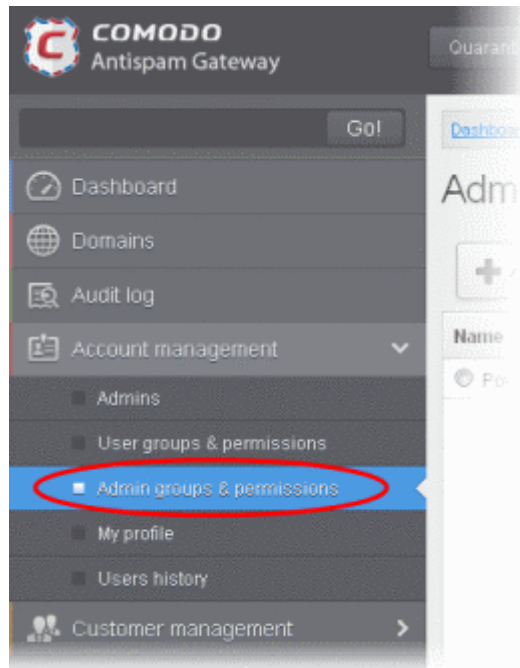 COMODO
Antispam Gateway
Go!
Dashboard
Domains
Audit log
Account management
Admins
User groups & permissions
Admin groups & permissions
My profile
Users history
Customer management
Name